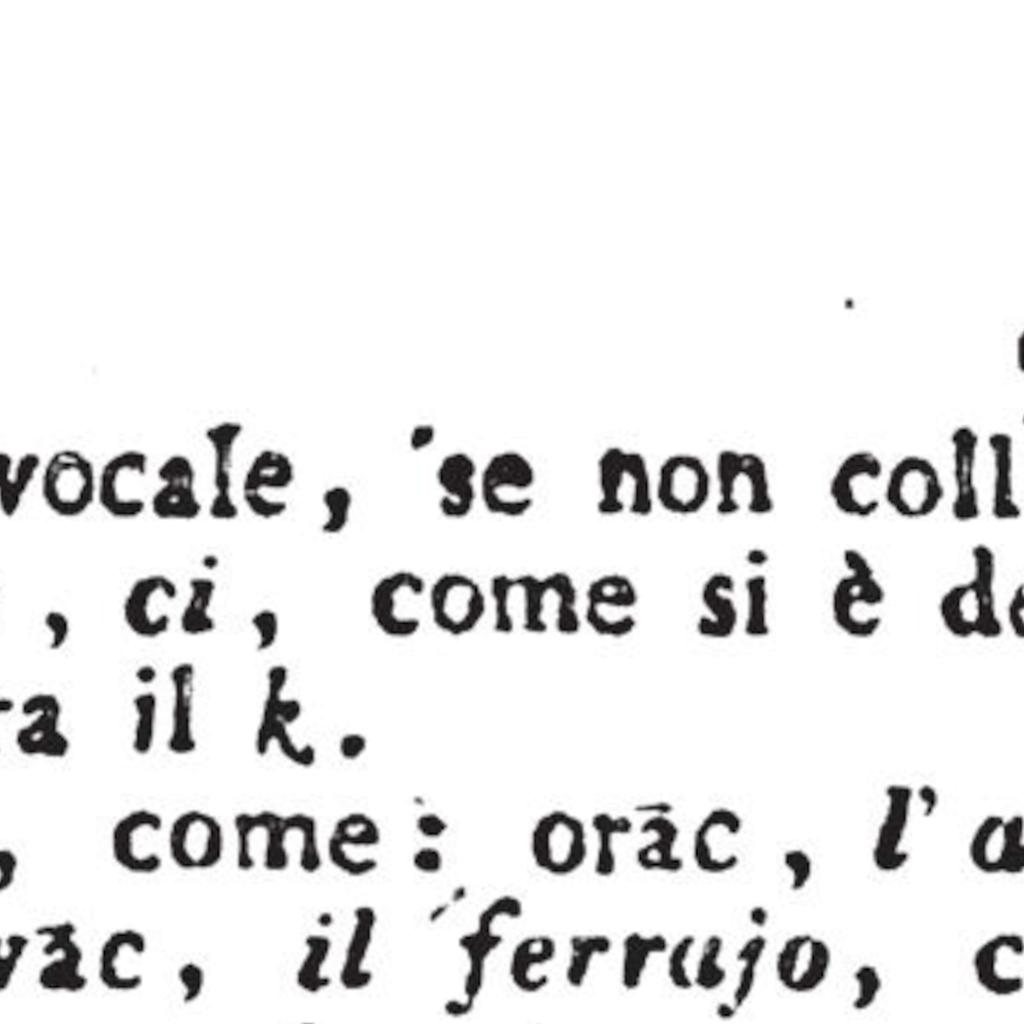 vocale, se non coll
, ci, come si è de
ra il k.
, come: orāc, l' a
vāc, il ferrajo, c